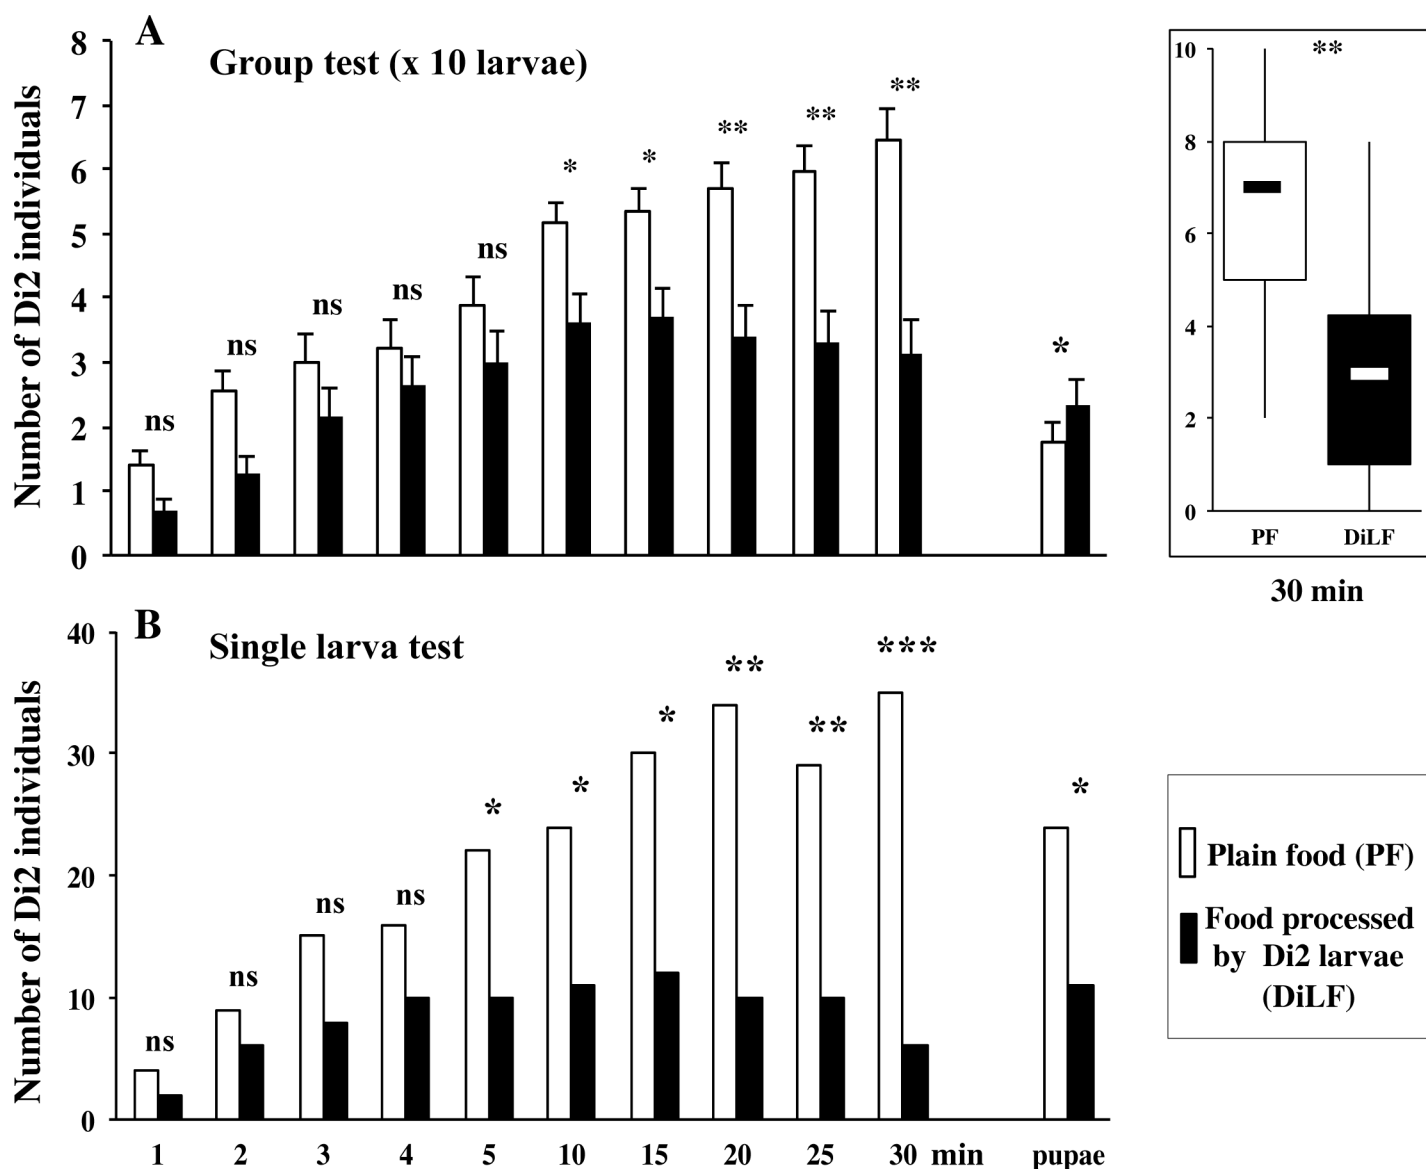 A
Group test (x 10 larvae)
Number of Di2 individuals
8
7
6
5
4
3
2
1
0
ns
ns
ns
ns
ns
*
*
**
**
**
*
**
10
8
6
4
2
0
PF DiLF
30 min
B
Single larva test
Number of Di2 individuals
40
30
20
10
0
ns
ns
ns
ns
*
*
*
**
**
***
*
1 2 3 4 5 10 15 20 25 30 min pupae
Plain food (PF)
Food processed
by Di2 larvae
(DiLF)